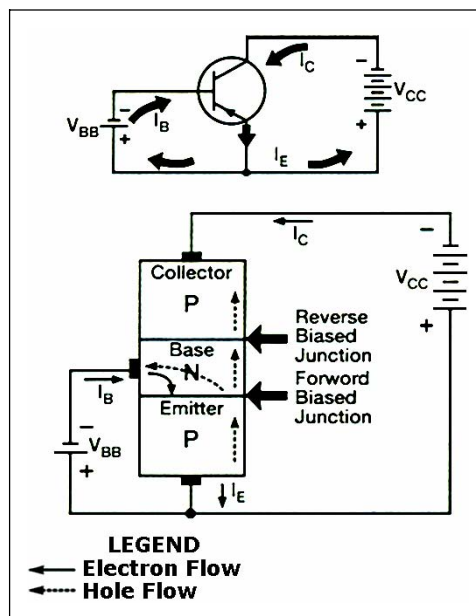 I_C
−
V_CC
+
−
V_BB
+
I_B
I_E
I_C
−
V_CC
+
Collector
P
Reverse
Biased
Junction
Base
N
Forword
Biased
Junction
I_B
Emitter
P
−
V_BB
+
I_E
LEGEND
Electron Flow
Hole Flow